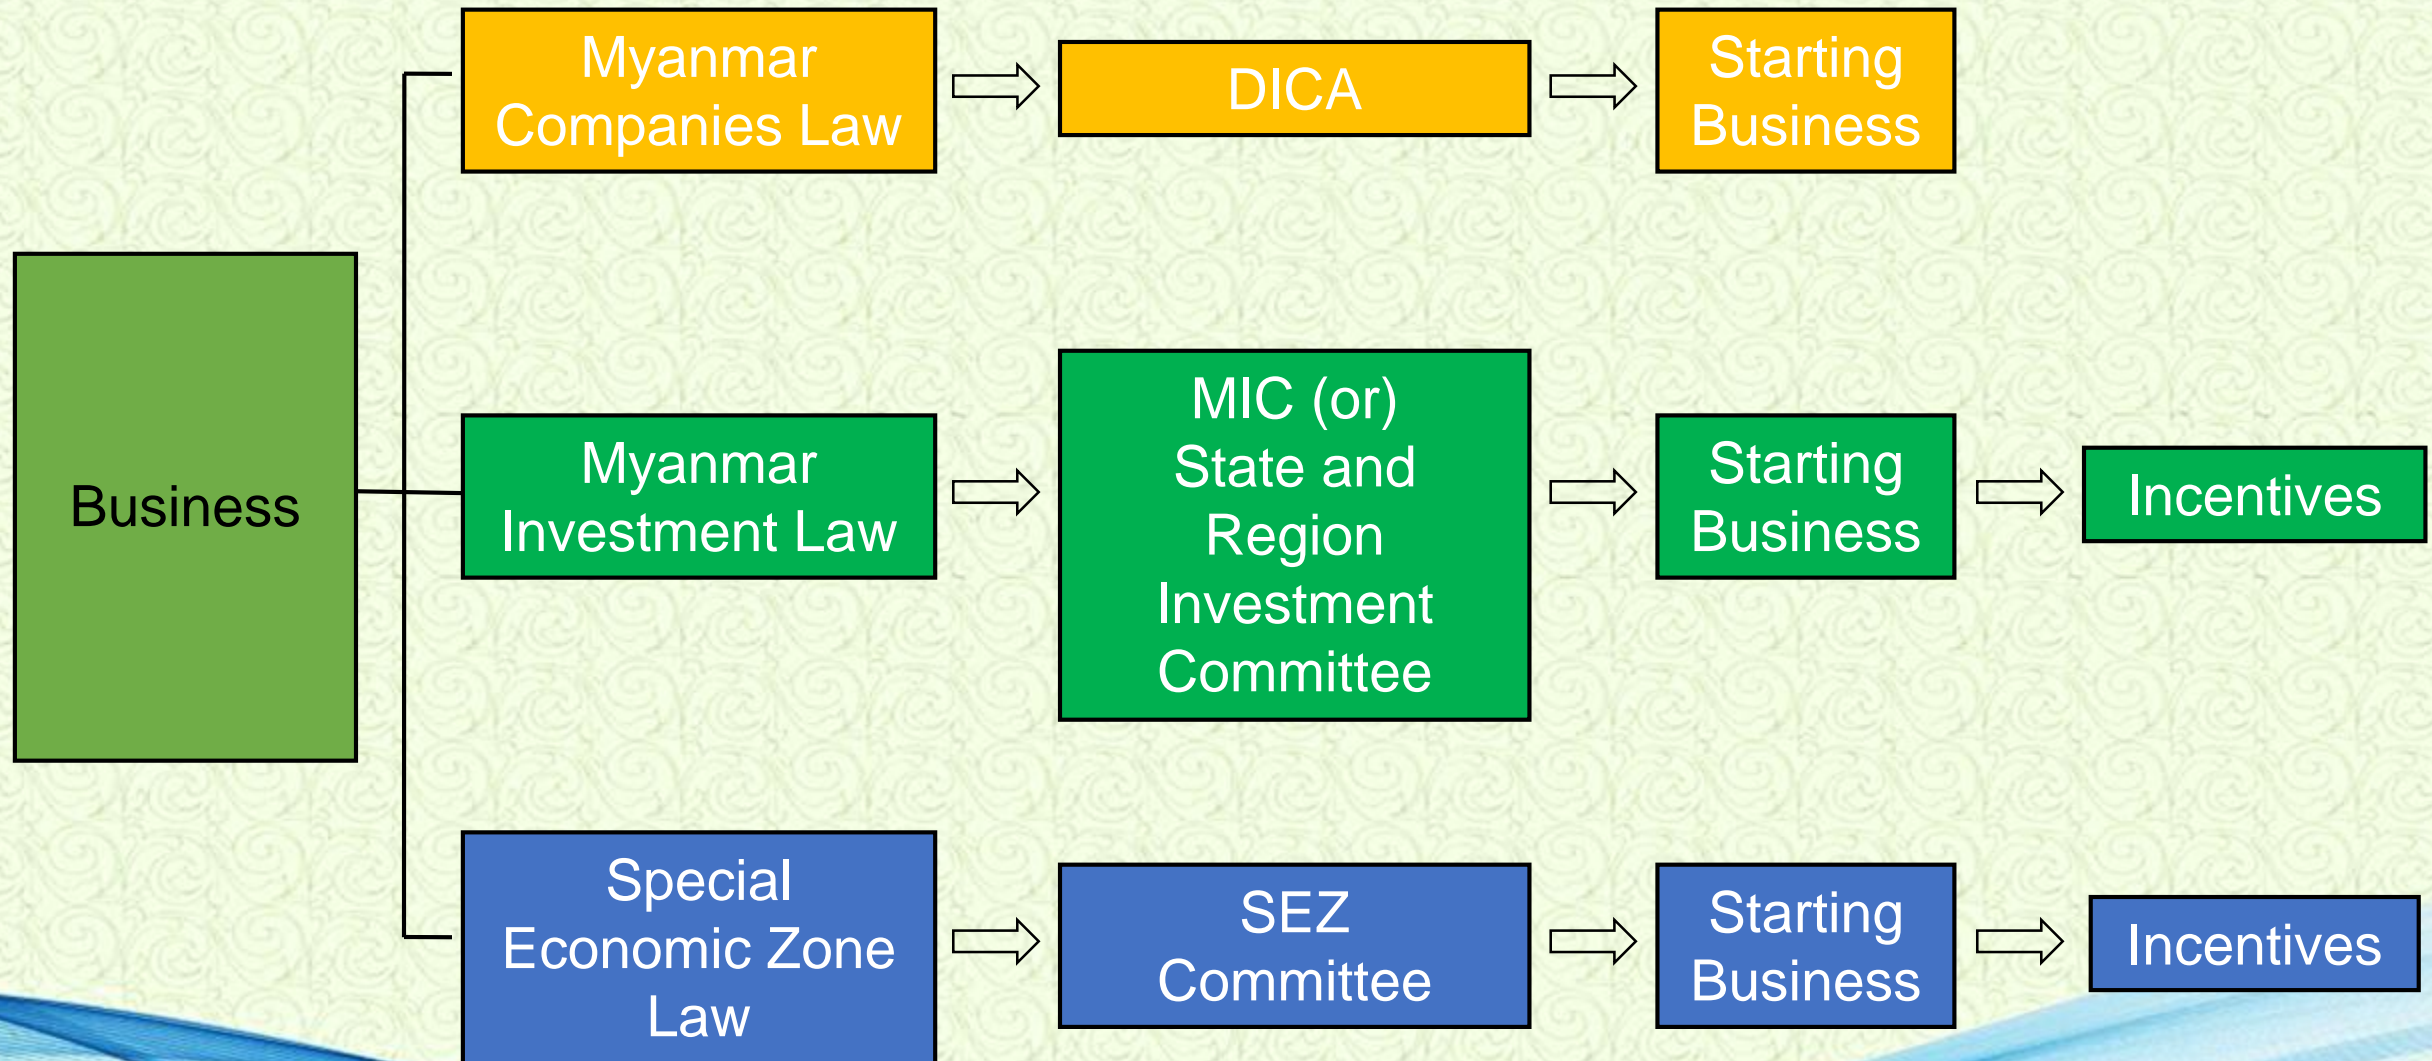 Business
Myanmar
Companies Law
DICA
Starting
Business
Myanmar
Investment Law
MIC (or)
State and
Region
Investment
Committee
Starting
Business
Incentives
Special
Economic Zone
Law
SEZ
Committee
Starting
Business
Incentives